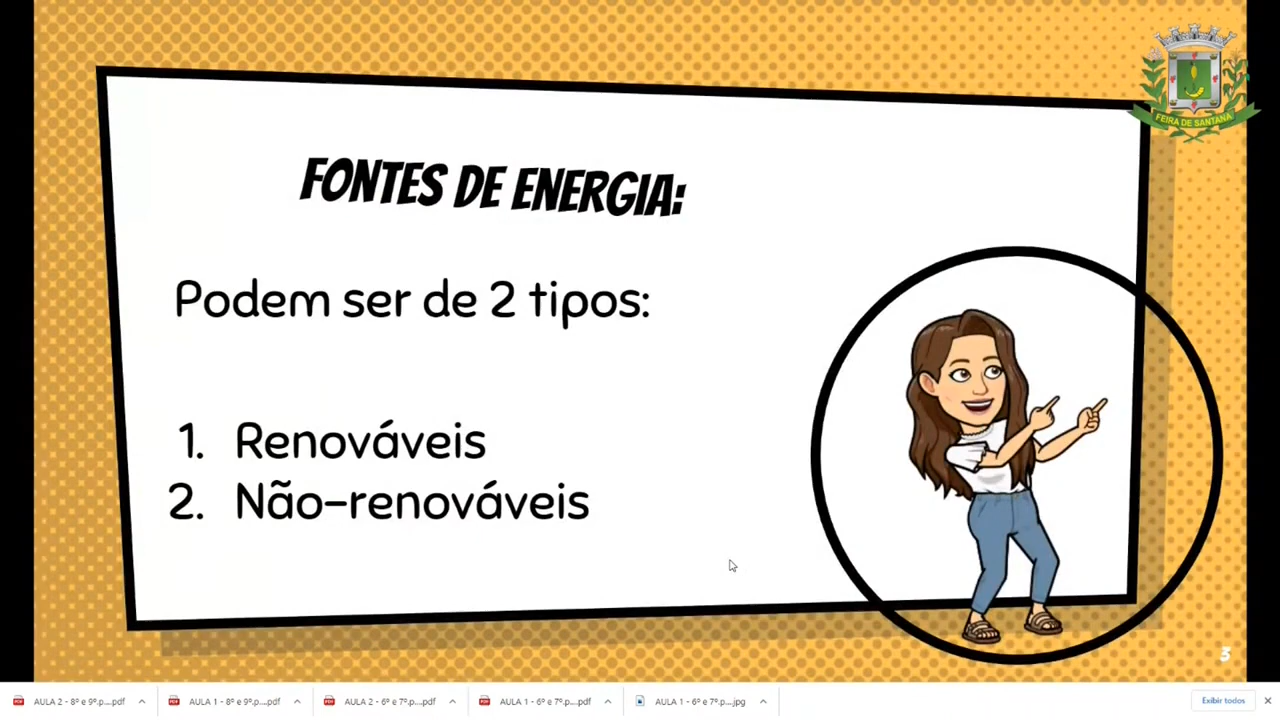 FEIRA DE SANTANA
FONTES DE ENERGIA:
Podem ser de 2 tipos:
1. Renováveis
2. Não-renováveis
3
AULA 2 - 8º e 9º.p....pdf
AULA 1 - 8º e 9º.p....pdf
AULA 2 - 6º e 7º.p....pdf
AULA 1 - 6º e 7º.p....pdf
AULA 1 - 6º e 7º.p....jpg
Exibir todos